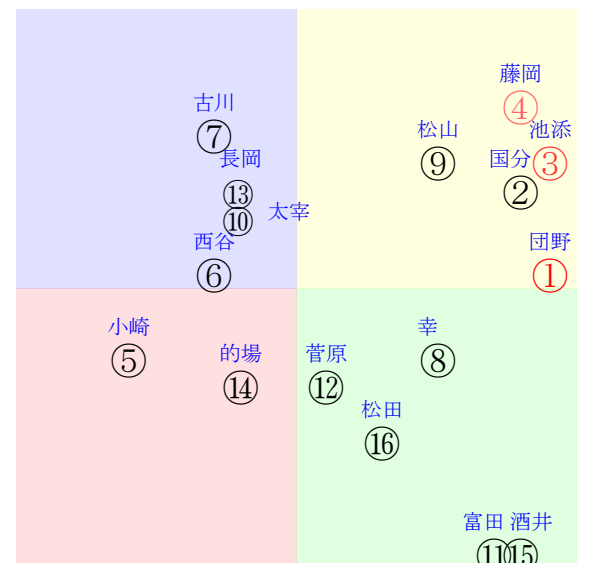 藤岡
④
古川
⑦
松山
⑨
池添
③
長岡
⑬
国分
②
太宰
⑩
西谷
⑥
団野
①
小崎
⑤
的場
⑭
菅原
⑫
幸
⑧
松田
⑯
富田 酒井
⑪⑮